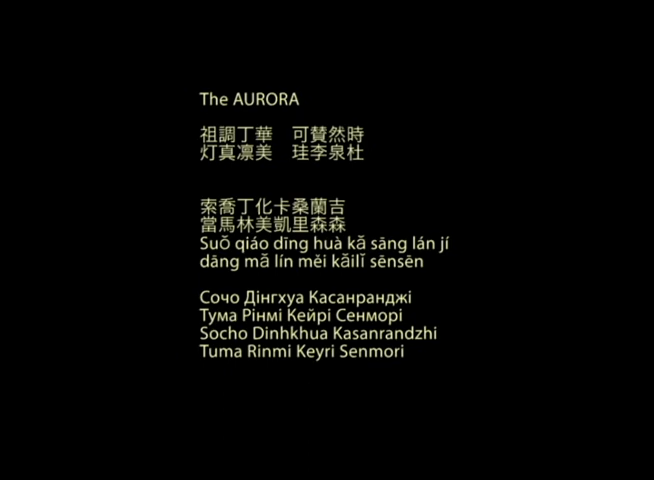 The AURORA
祖調丁華　可贊然時
灯真凛美　珪李泉杜
索喬丁化卡桑蘭吉
當馬林美凱里森森
Suǒ qiáo dīng huà kǎ sāng lán jí
dāng mǎ lín měi kǎilǐ sēnsēn
Сочо Дінгхуа Касанранджі
Тума Рінмі Кейрі Сенморі
Socho Dinhkhua Kasanrandzhi
Tuma Rinmi Keyri Senmori